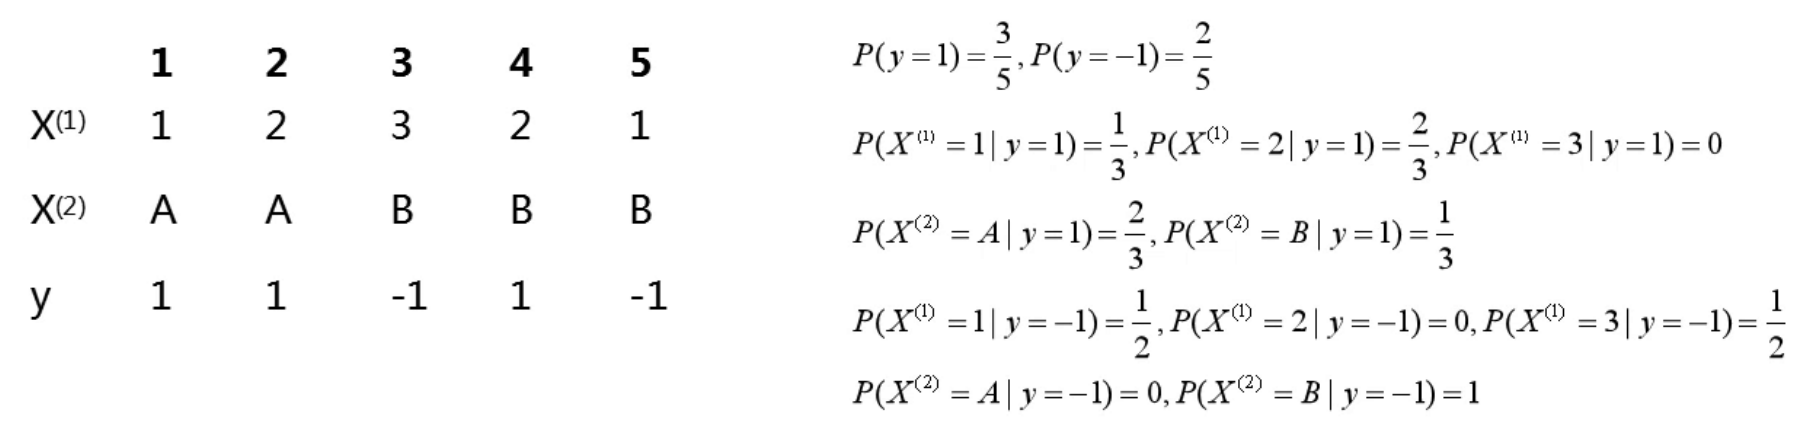 1 2 3 4 5
X(1) 1 2 3 2 1
X(2) A A B B B
y 1 1 -1 1 -1
P(y=1)=3/5, P(y=−1)=2/5
P(X⁽¹⁾=1|y=1)=1/3, P(X⁽¹⁾=2|y=1)=2/3, P(X⁽¹⁾=3|y=1)=0
P(X⁽²⁾=A|y=1)=2/3, P(X⁽²⁾=B|y=1)=1/3
P(X⁽¹⁾=1|y=−1)=1/2, P(X⁽¹⁾=2|y=−1)=0, P(X⁽¹⁾=3|y=−1)=1/2
P(X⁽²⁾=A|y=−1)=0, P(X⁽²⁾=B|y=−1)=1